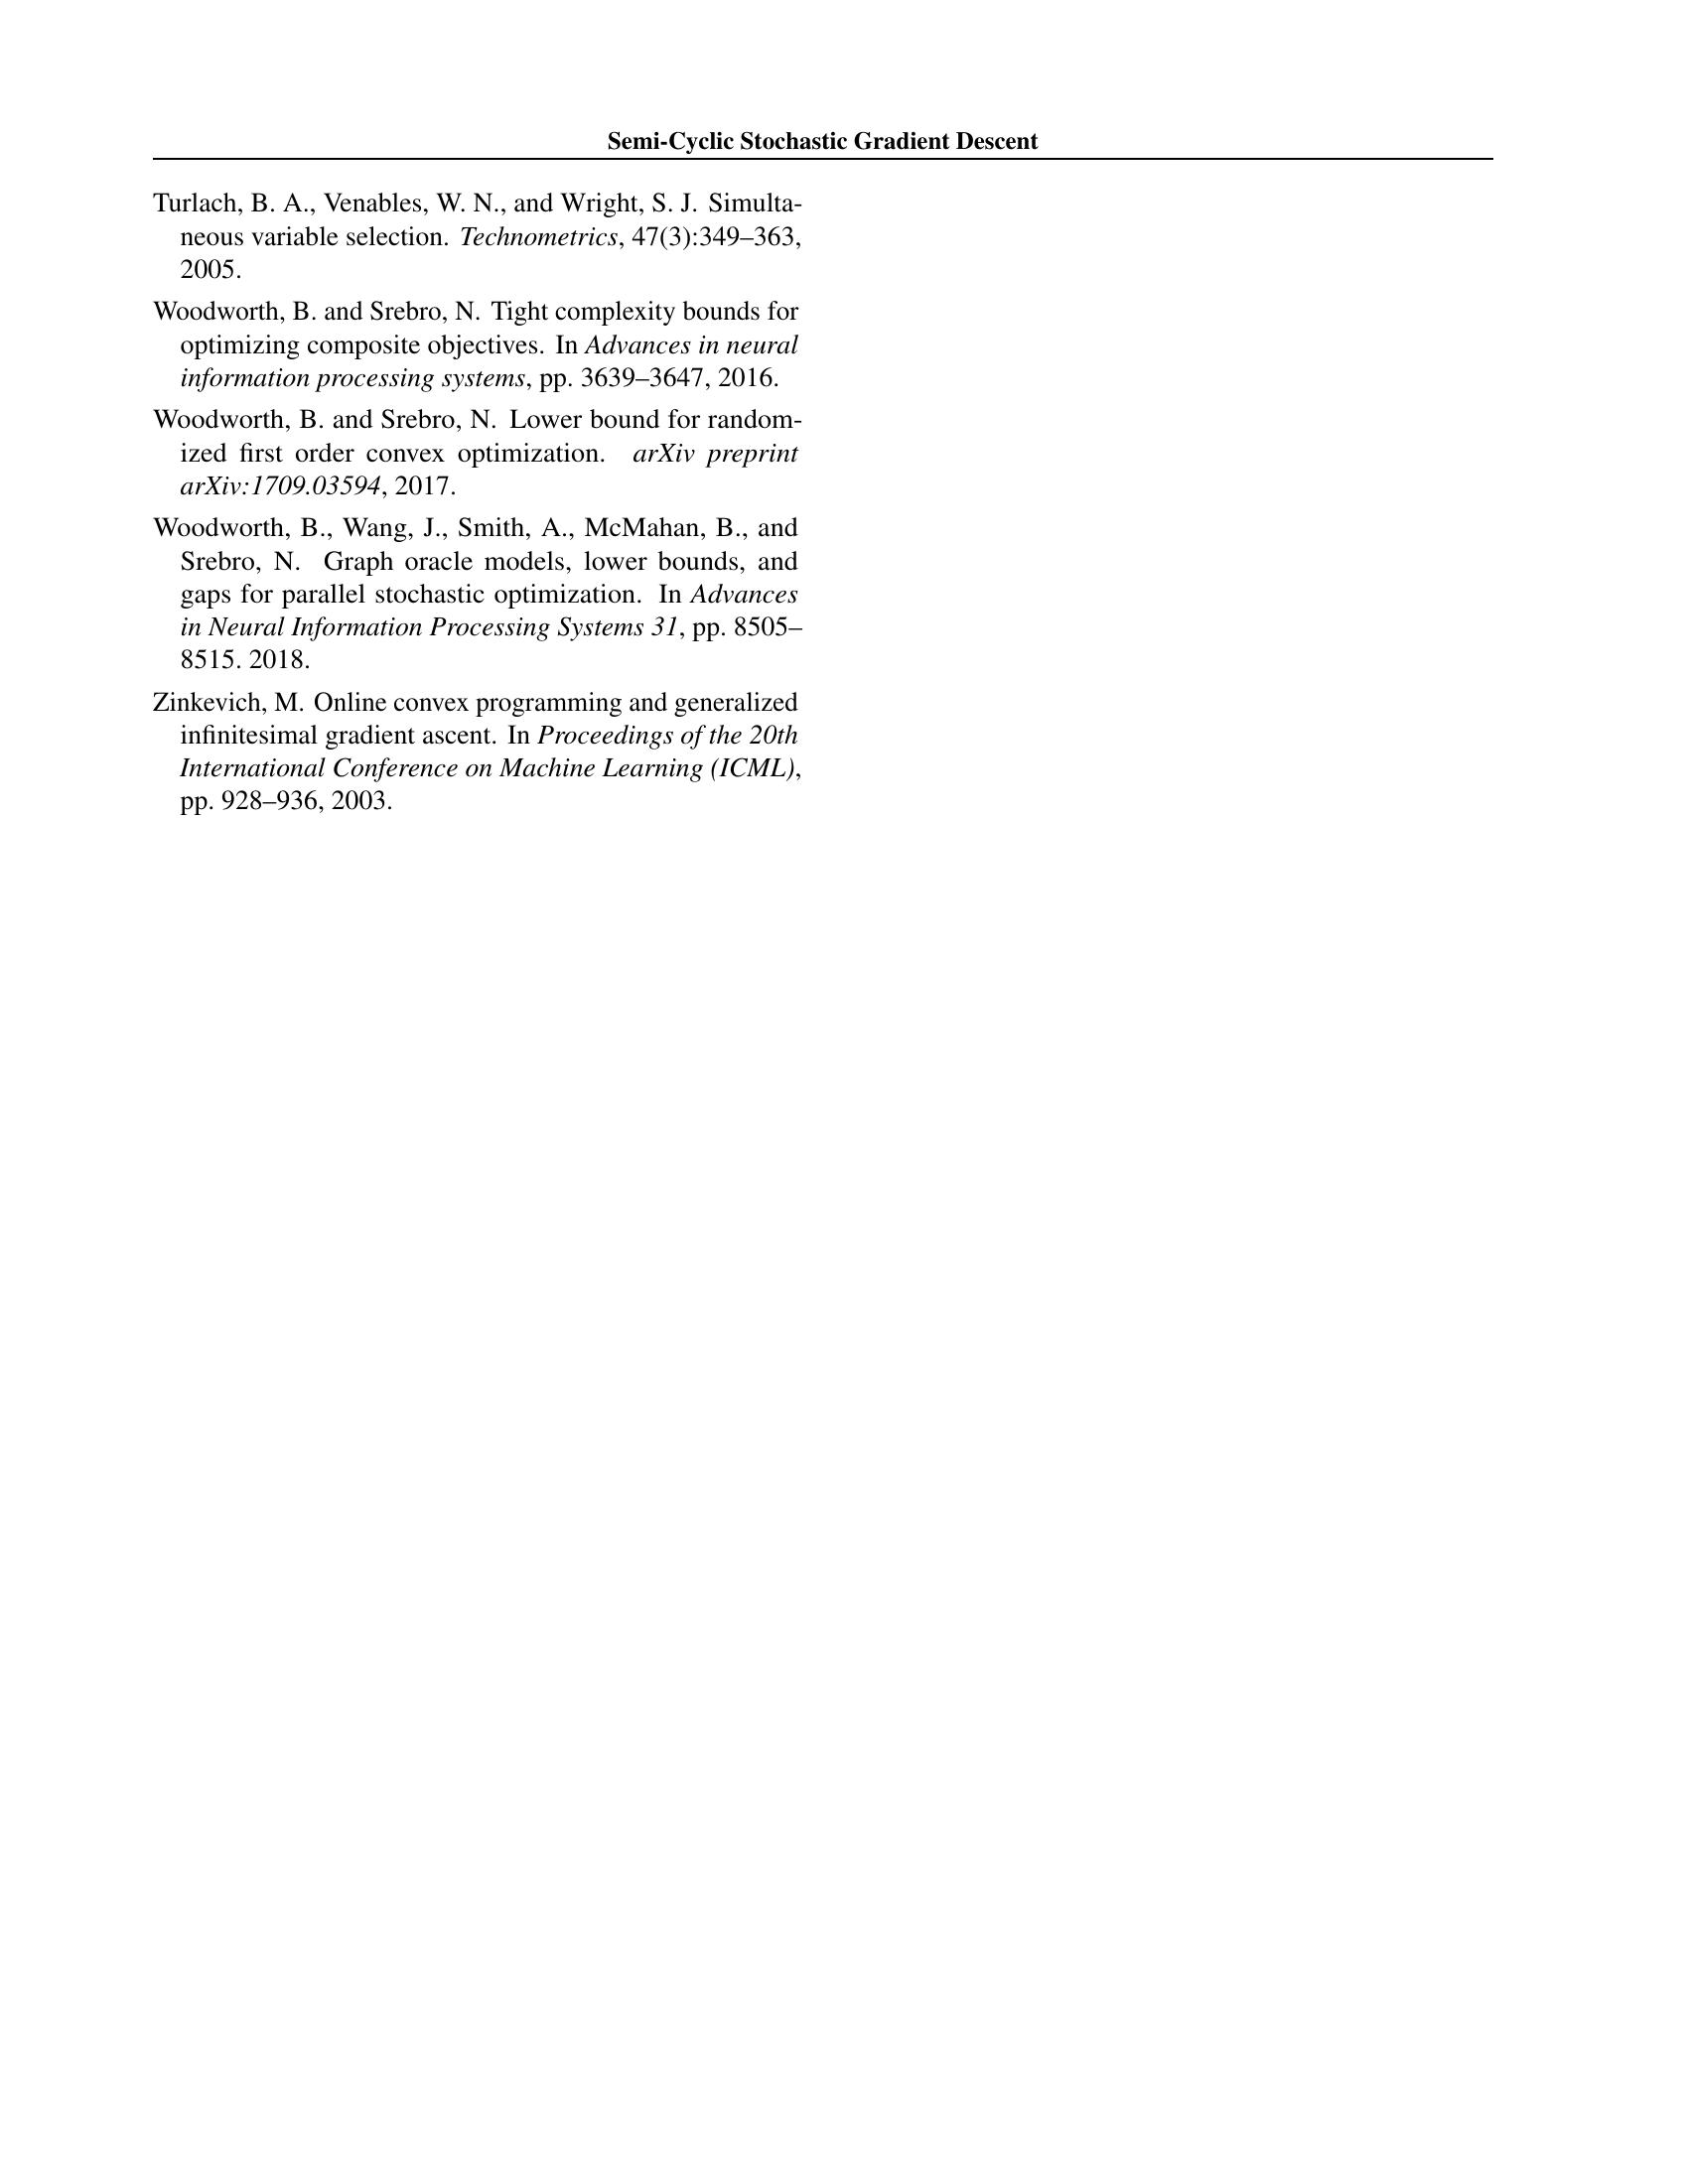 Semi-Cyclic Stochastic Gradient Descent
Turlach, B. A., Venables, W. N., and Wright, S. J. Simulta-
neous variable selection. Technometrics, 47(3):349–363,
2005.
Woodworth, B. and Srebro, N. Tight complexity bounds for
optimizing composite objectives. In Advances in neural
information processing systems, pp. 3639–3647, 2016.
Woodworth, B. and Srebro, N. Lower bound for random-
ized first order convex optimization. arXiv preprint
arXiv:1709.03594, 2017.
Woodworth, B., Wang, J., Smith, A., McMahan, B., and
Srebro, N. Graph oracle models, lower bounds, and
gaps for parallel stochastic optimization. In Advances
in Neural Information Processing Systems 31, pp. 8505–
8515. 2018.
Zinkevich, M. Online convex programming and generalized
infinitesimal gradient ascent. In Proceedings of the 20th
International Conference on Machine Learning (ICML),
pp. 928–936, 2003.